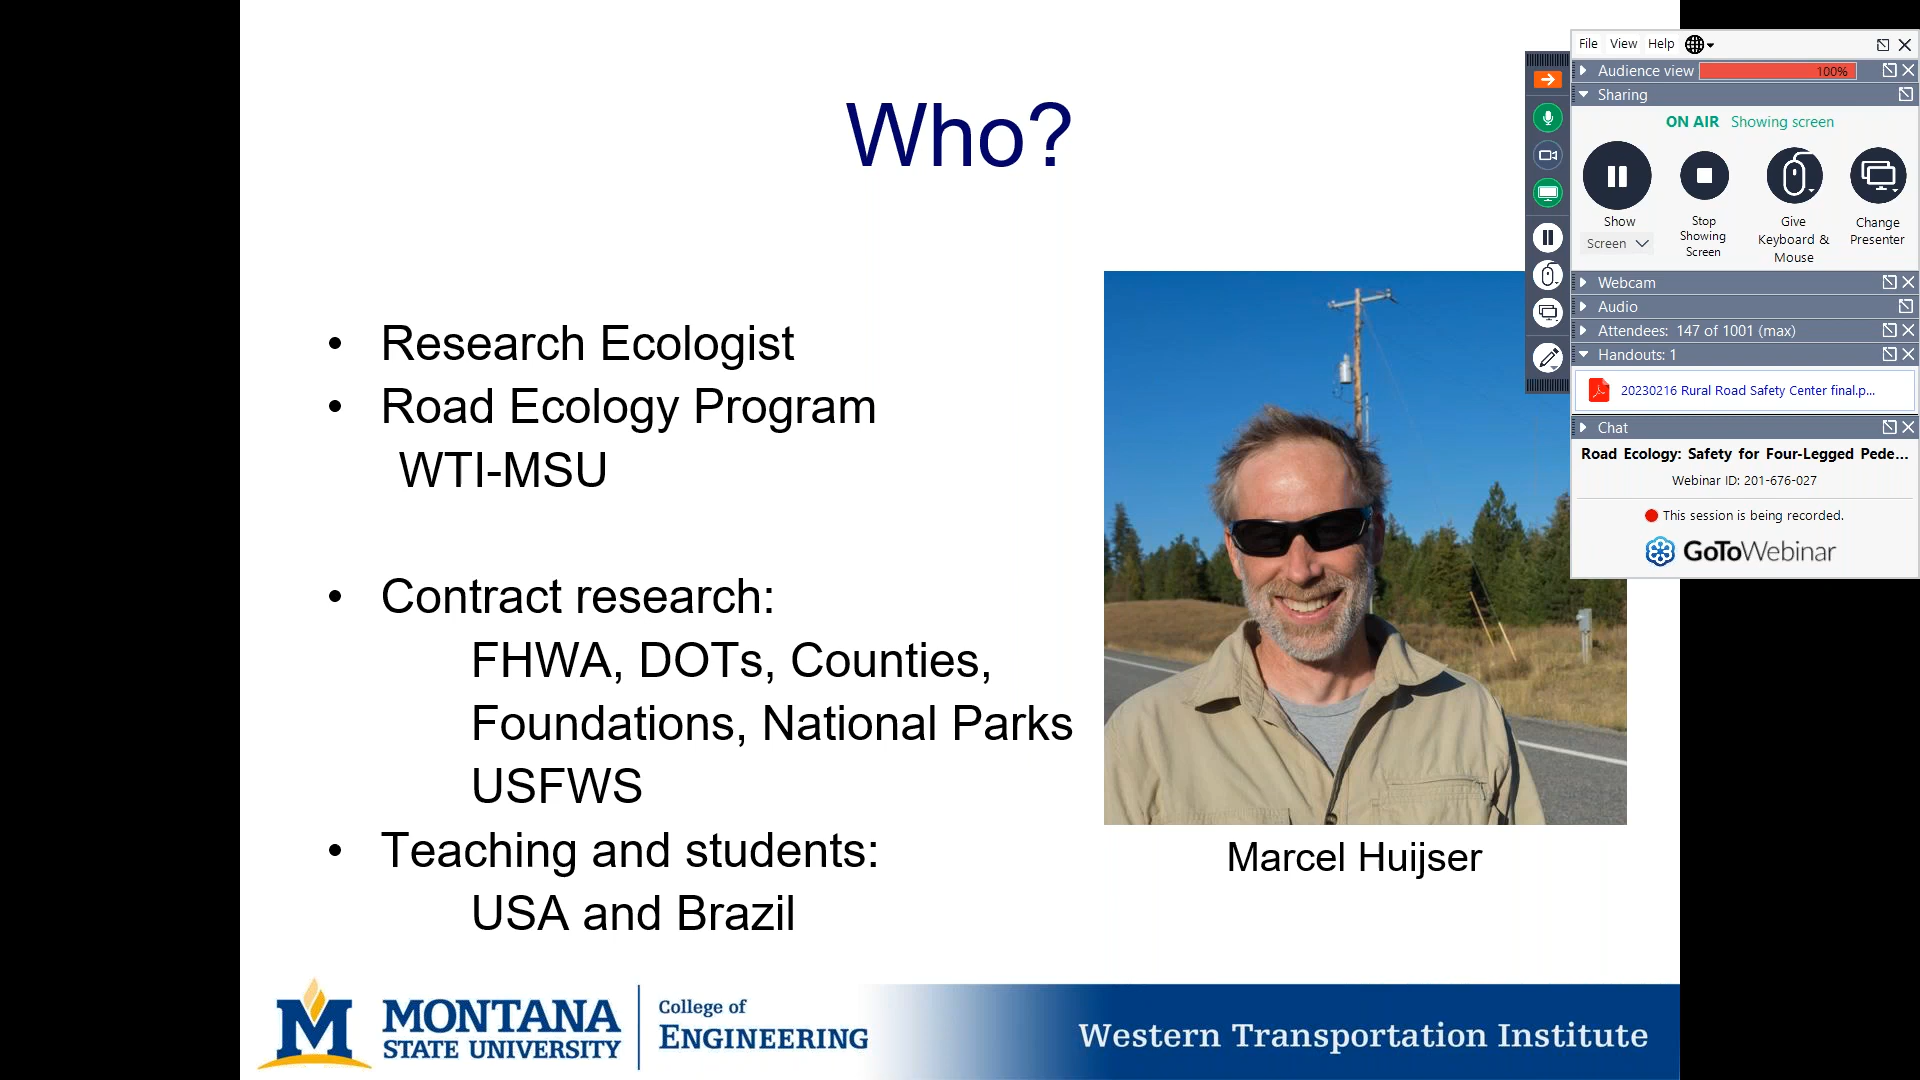 Who?
• Research Ecologist
• Road Ecology Program
WTI-MSU
• Contract research:
FHWA, DOTs, Counties,
Foundations, National Parks
USFWS
• Teaching and students:
USA and Brazil
Marcel Huijser
MONTANA
STATE UNIVERSITY
College of
ENGINEERING
Western Transportation Institute
File View Help
Audience view 100%
Sharing
ON AIR Showing screen
Show
Screen
Stop
Showing
Screen
Give
Keyboard &
Mouse
Change
Presenter
Webcam
Audio
Attendees: 147 of 1001 (max)
Handouts: 1
20230216 Rural Road Safety Center final.p...
Chat
Road Ecology: Safety for Four-Legged Pede...
Webinar ID: 201-676-027
This session is being recorded.
GoToWebinar